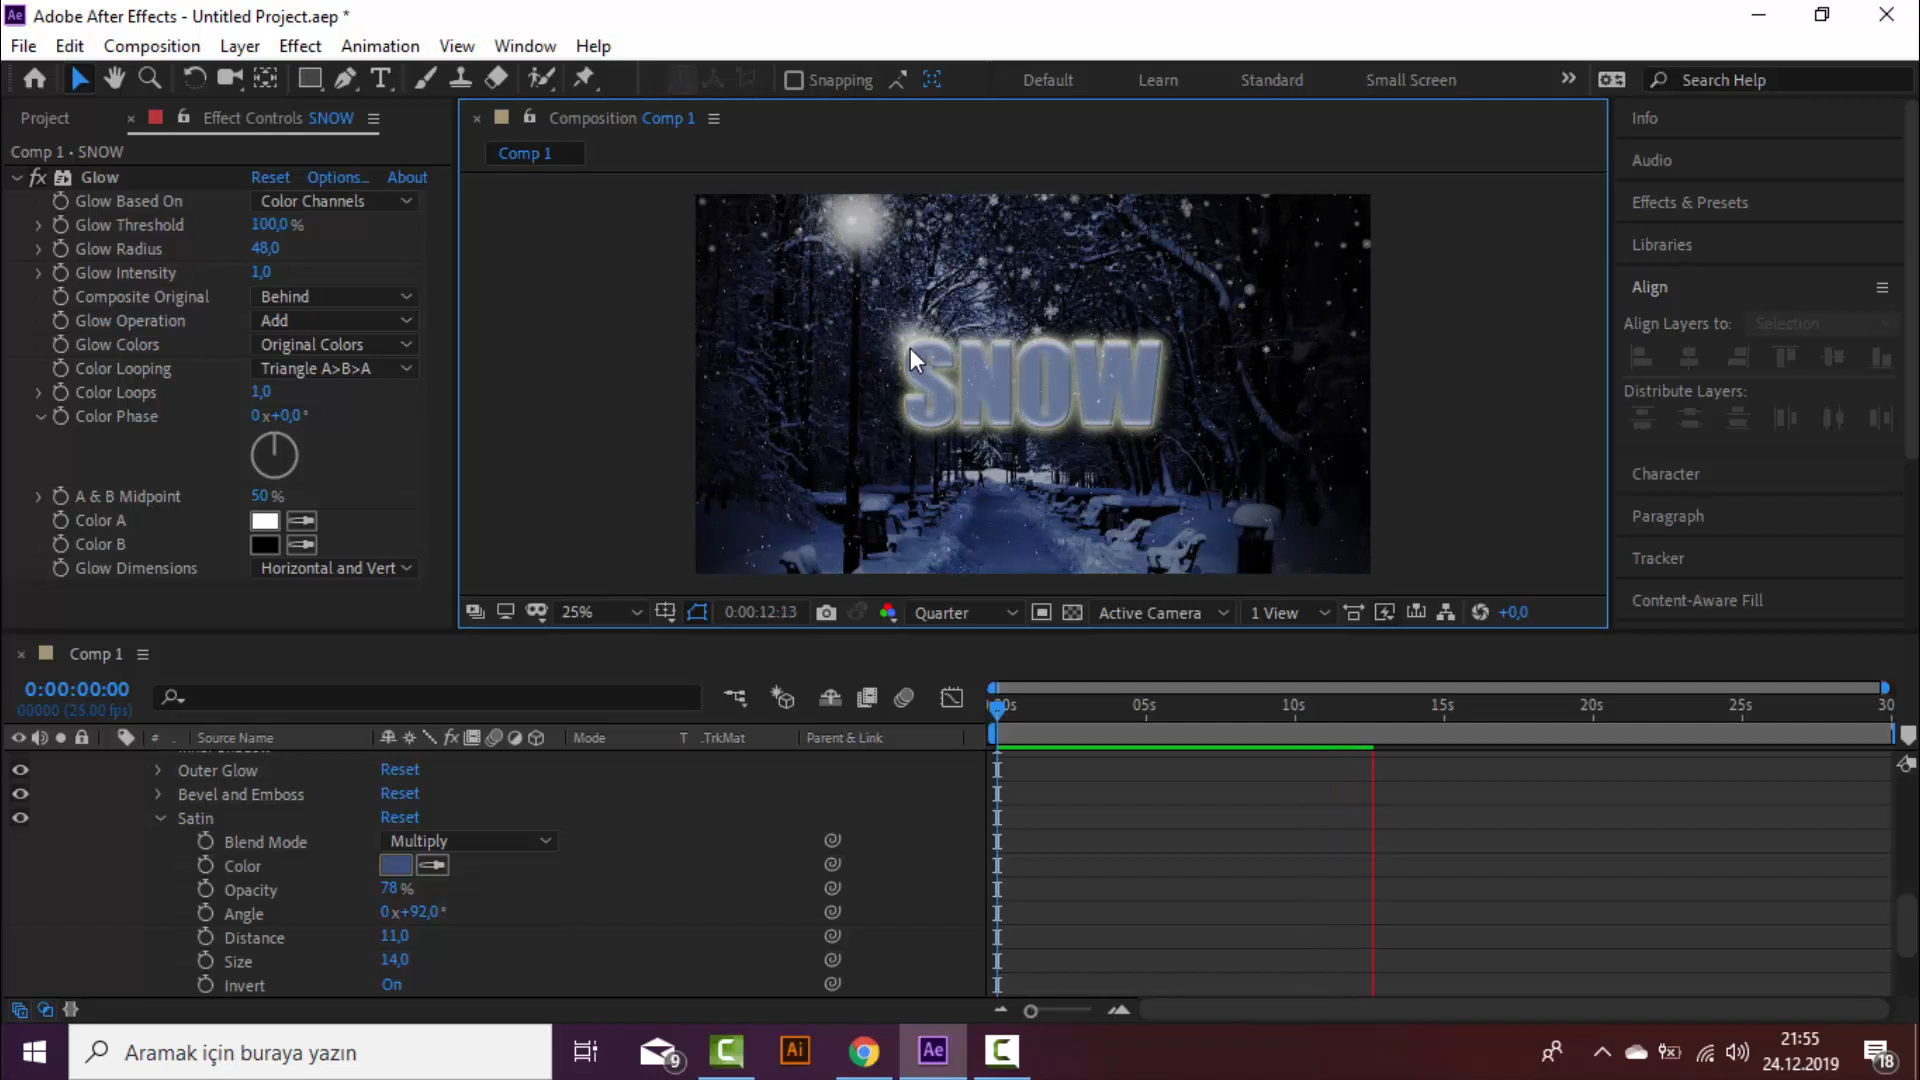 Ae Adobe After Effects - Untitled Project.aep *
File Edit Composition Layer Effect Animation View Window Help
Snapping Default Learn Standard Small Screen Search Help
Project Effect Controls SNOW
Comp 1 • SNOW
fx Glow Reset Options... About
Glow Based On Color Channels
Glow Threshold 100,0 %
Glow Radius 48,0
Glow Intensity 1,0
Composite Original Behind
Glow Operation Add
Glow Colors Original Colors
Color Looping Triangle A>B>A
Color Loops 1,0
Color Phase 0x+0,0°
A & B Midpoint 50 %
Color A
Color B
Glow Dimensions Horizontal and Vert
Composition Comp 1
Comp 1
SNOW
25% 0:00:12:13 Quarter Active Camera 1 View +0,0
Info
Audio
Effects & Presets
Libraries
Align
Align Layers to: Selection
Distribute Layers:
Character
Paragraph
Tracker
Content-Aware Fill
Comp 1
0:00:00:00
00000 (25.00 fps)
05s 10s 15s 20s 25s 30
# Source Name fx Mode T .TrkMat Parent & Link
Outer Glow Reset
Bevel and Emboss Reset
Satin Reset
Blend Mode Multiply
Color
Opacity 78 %
Angle 0x+92,0°
Distance 11,0
Size 14,0
Invert On
Aramak için buraya yazın
9
Ai
Ae
21:55
24.12.2019
18